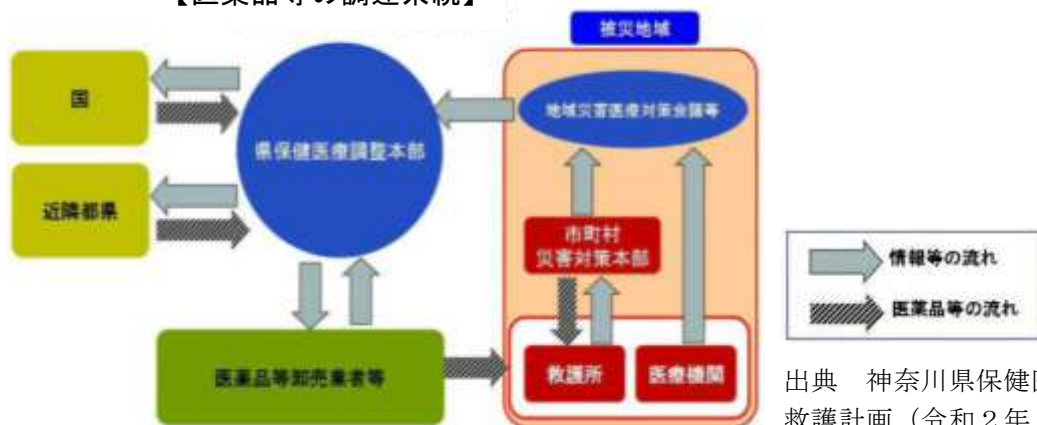 【医薬品等の調達系統】
被災地域
国
県保健医療調整本部
地域災害医療対策会議等
近隣都県
市町村
災害対策本部
情報等の流れ
医薬品等の流れ
医薬品等卸売業者等
救護所
医療機関
出典 神奈川県保健
救護計画（令和２年